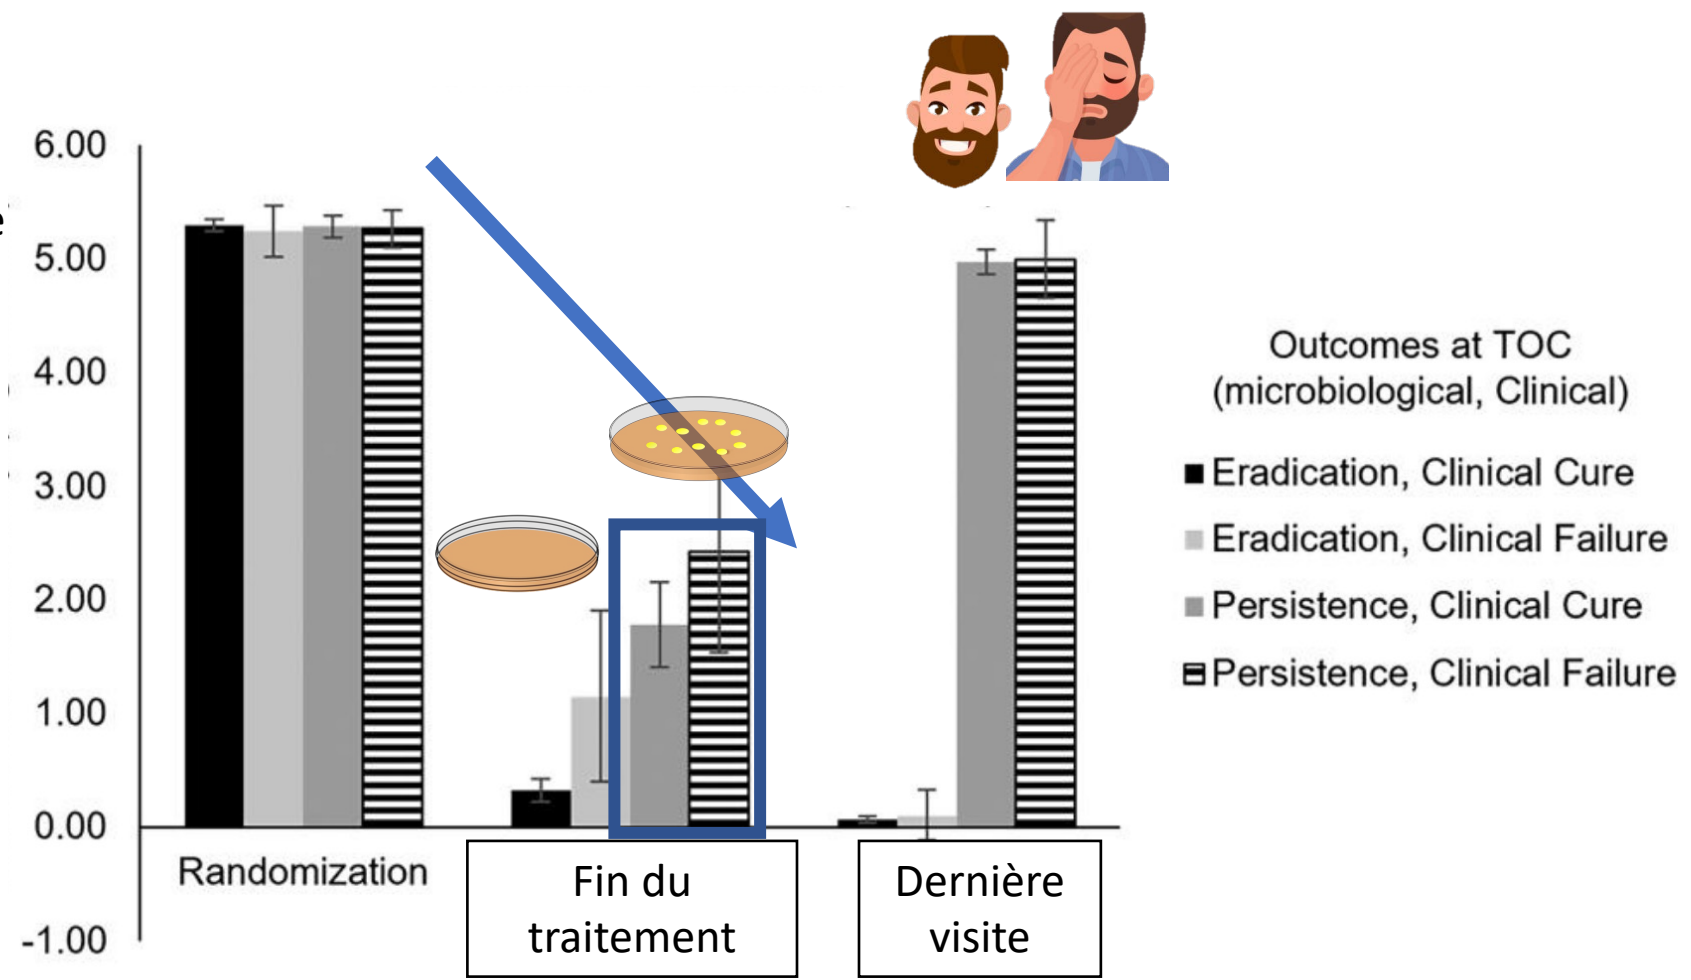 6.00
5.00
4.00
3.00
2.00
1.00
0.00
-1.00
Randomization
Fin du
traitement
Dernière
visite
Outcomes at TOC
(microbiological, Clinical)
Eradication, Clinical Cure
Eradication, Clinical Failure
Persistence, Clinical Cure
Persistence, Clinical Failure